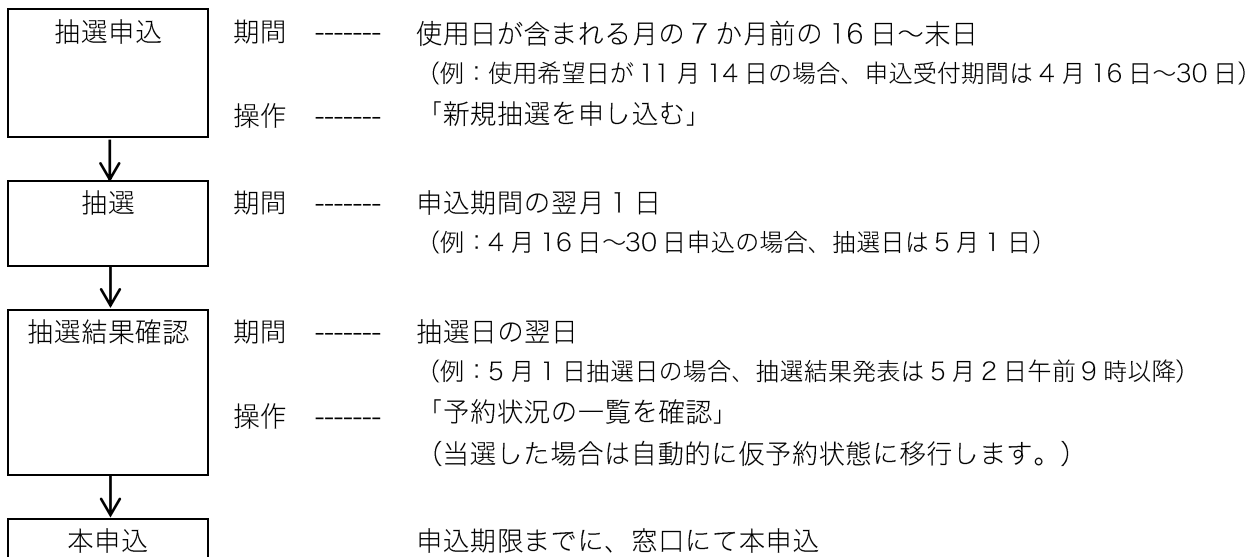 抽選申込 期間 ------- 使用日が含まれる月の7か月前の16日～末日
（例：使用希望日が11月14日の場合、申込受付期間は4月16日～30日）
操作 ------- 「新規抽選を申し込む」
抽選 期間 ------- 申込期間の翌月1日
（例：4月16日～30日申込の場合、抽選日は5月1日）
抽選結果確認 期間 ------- 抽選日の翌日
（例：5月1日抽選日の場合、抽選結果発表は5月2日午前9時以降）
操作 ------- 「予約状況の一覧を確認」
（当選した場合は自動的に仮予約状態に移行します。）
本申込 申込期限までに、窓口にて本申込